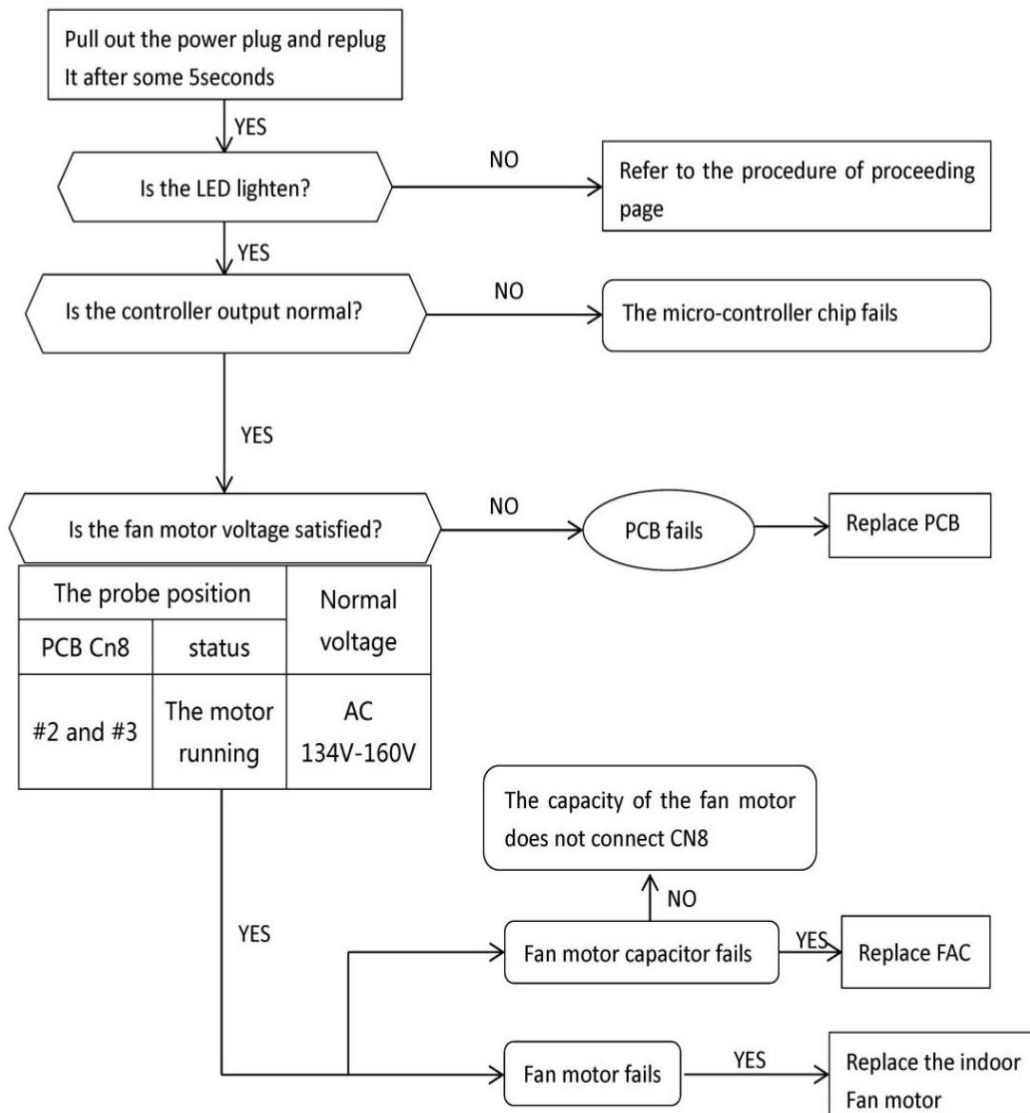 Pull out the power plug and replug
It after some 5seconds
YES
Is the LED lighten?
NO
Refer to the procedure of proceeding
page
YES
Is the controller output normal?
NO
The micro-controller chip fails
YES
Is the fan motor voltage satisfied?
NO
PCB fails
Replace PCB
The probe position
Normal
voltage
PCB Cn8
status
#2 and #3
The motor
running
AC
134V-160V
The capacity of the fan motor
does not connect CN8
NO
YES
Fan motor capacitor fails
YES
Replace FAC
Fan motor fails
YES
Replace the indoor
Fan motor